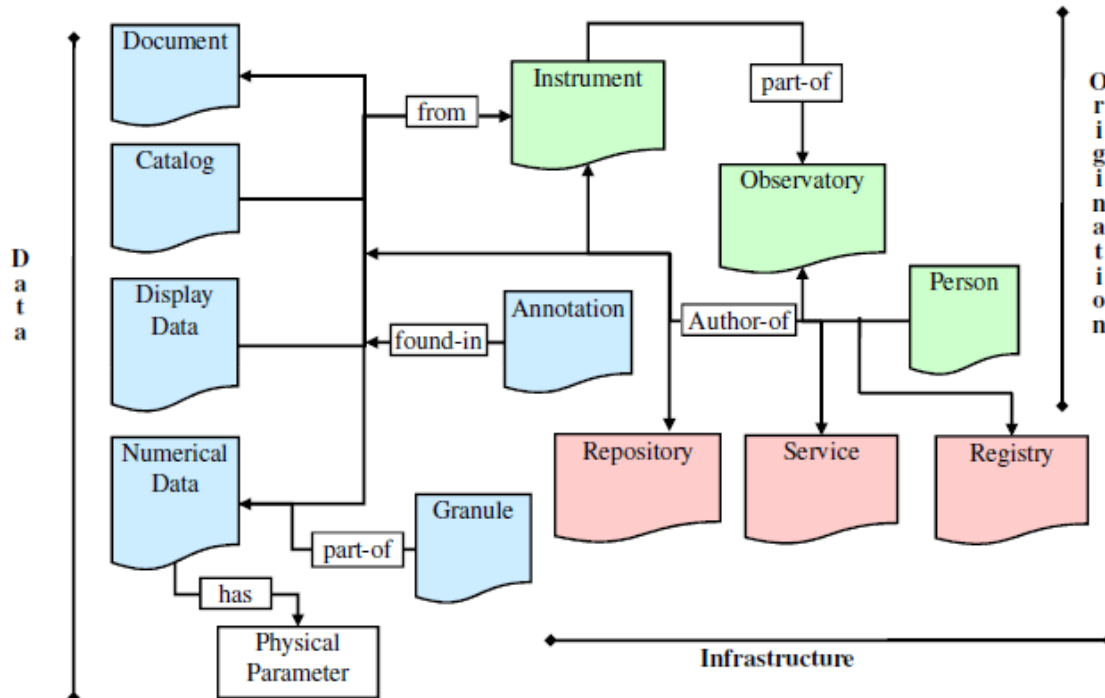 Document
Instrument
part-of
from
Catalog
Observatory
Origination
Data
Display
Data
Annotation
Person
found-in
Author-of
Numerical
Data
Repository
Service
Registry
Granule
part-of
has
Physical
Parameter
Infrastructure